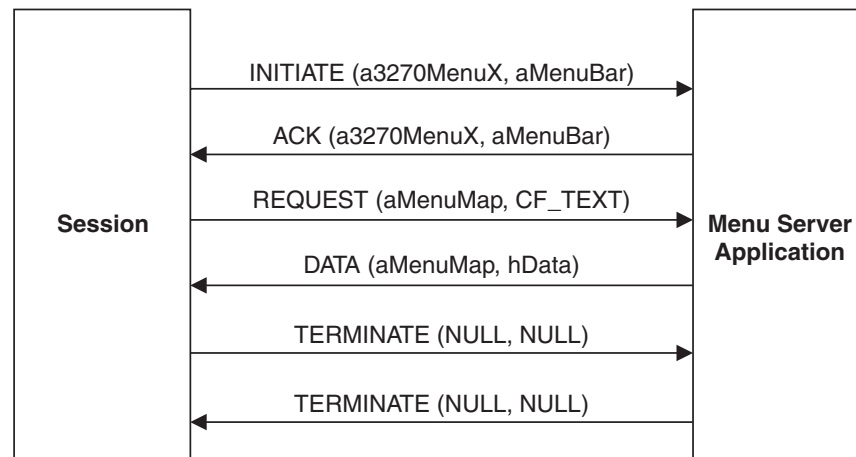 INITIATE (a3270MenuX, aMenuBar)
ACK (a3270MenuX, aMenuBar)
REQUEST (aMenuMap, CF_TEXT)
Session
Menu Server
Application
DATA (aMenuMap, hData)
TERMINATE (NULL, NULL)
TERMINATE (NULL, NULL)